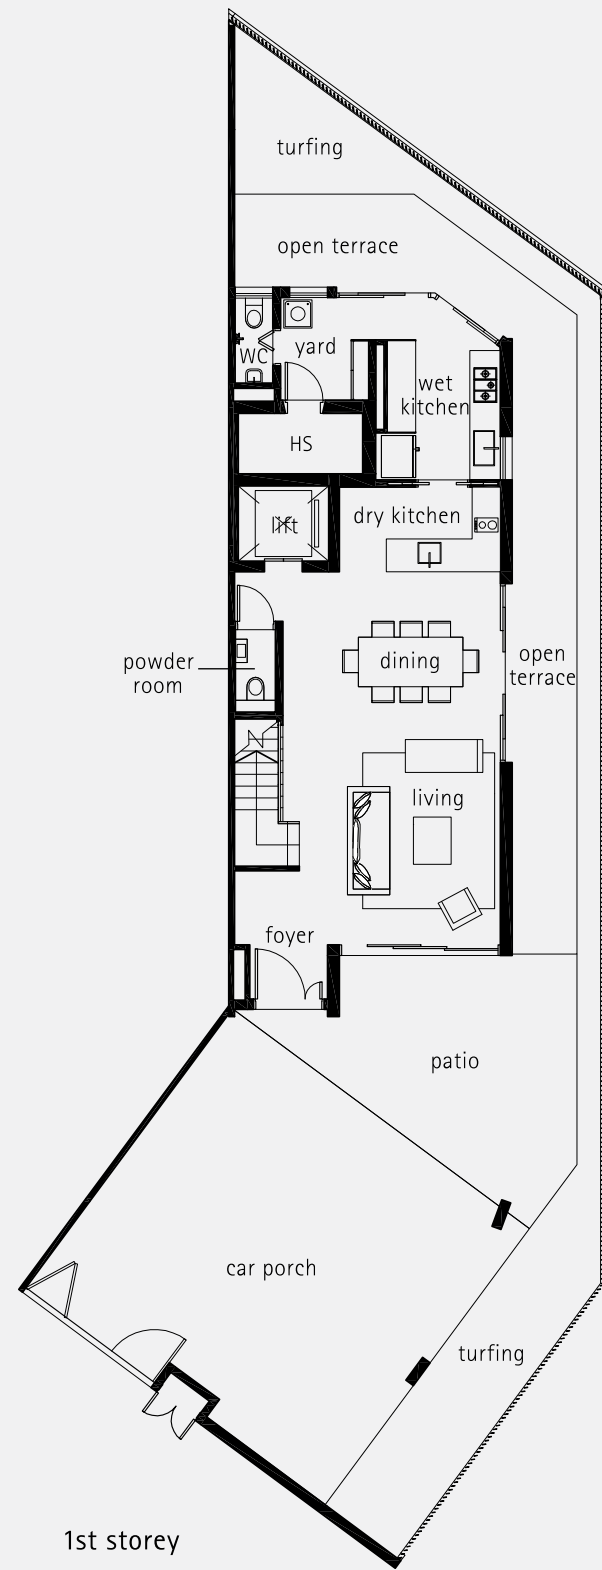 turfing
open terrace
WC
yard
wet
kitchen
HS
lift
dry kitchen
powder
room
dining
open
terrace
living
foyer
patio
car porch
turfing
1st storey